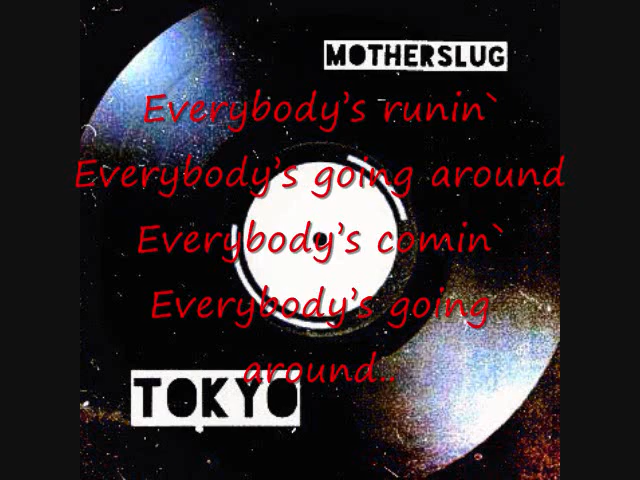 MOTHERSLUG
Everybody’s runin`
Everybody’s going around
Everybody’s comin`
Everybody’s going
around..
TOKYO